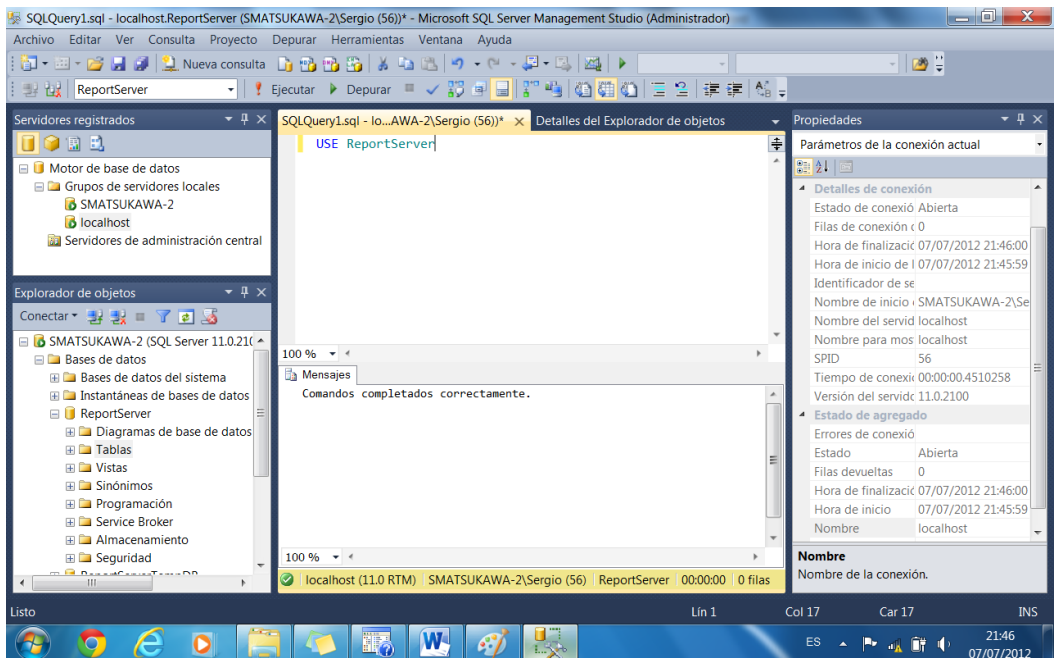 SQLQuery1.sql - localhost.ReportServer (SMATSUKAWA-2\Sergio (56))* - Microsoft SQL Server Management Studio (Administrador)
Archivo Editar Ver Consulta Proyecto Depurar Herramientas Ventana Ayuda
Nueva consulta
ReportServer Ejecutar Depurar
Servidores registrados
Motor de base de datos
Grupos de servidores locales
SMATSUKAWA-2
localhost
Servidores de administración central
Explorador de objetos
Conectar
SMATSUKAWA-2 (SQL Server 11.0.210
Bases de datos
Bases de datos del sistema
Instantáneas de bases de datos
ReportServer
Diagramas de base de datos
Tablas
Vistas
Sinónimos
Programación
Service Broker
Almacenamiento
Seguridad
SQLQuery1.sql - lo...AWA-2\Sergio (56))* Detalles del Explorador de objetos
USE ReportServer
100 %
Mensajes
Comandos completados correctamente.
100 %
localhost (11.0 RTM) SMATSUKAWA-2\Sergio (56) ReportServer 00:00:00 0 filas
Propiedades
Parámetros de la conexión actual
Detalles de conexión
Estado de conexió Abierta
Filas de conexión 0
Hora de finalizació 07/07/2012 21:46:00
Hora de inicio de l 07/07/2012 21:45:59
Identificador de se
Nombre de inicio SMATSUKAWA-2\Se
Nombre del servid localhost
Nombre para mos localhost
SPID 56
Tiempo de conexió 00:00:00.4510258
Versión del servido 11.0.2100
Estado de agregado
Errores de conexió
Estado Abierta
Filas devueltas 0
Hora de finalizació 07/07/2012 21:46:00
Hora de inicio 07/07/2012 21:45:59
Nombre localhost
Nombre
Nombre de la conexión.
Listo Lín 1 Col 17 Car 17 INS
ES 21:46
07/07/2012